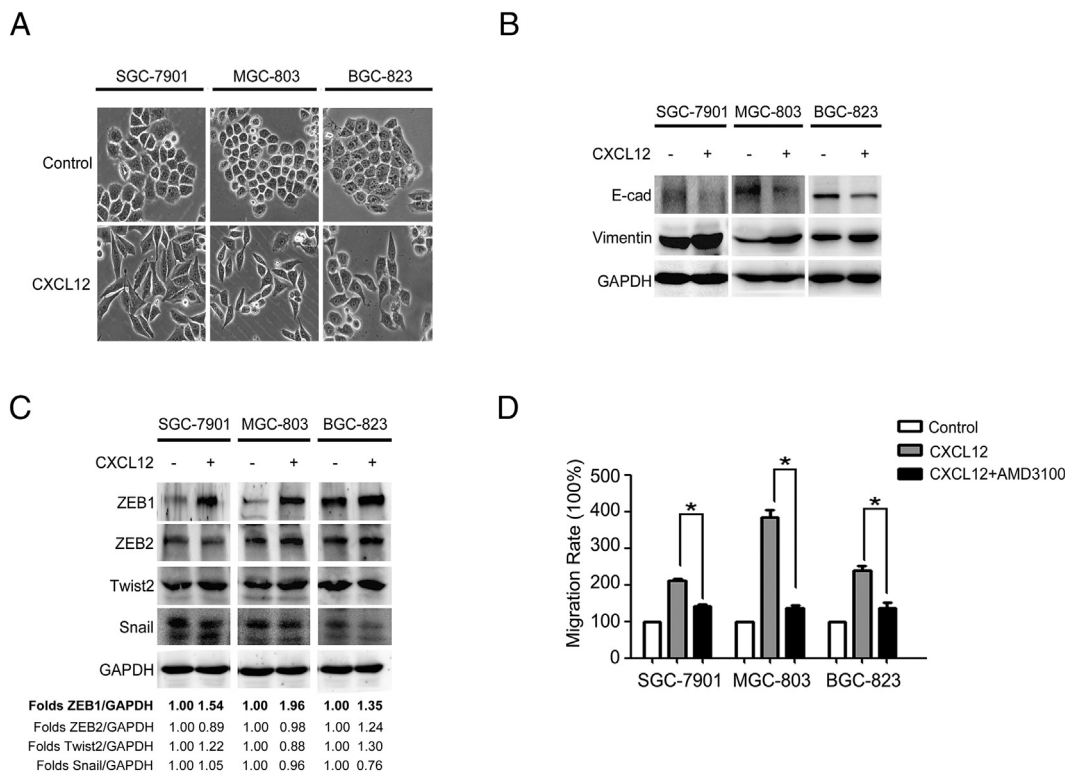 A
SGC-7901 MGC-803 BGC-823
Control
CXCL12
B
SGC-7901 MGC-803 BGC-823
CXCL12 - + - + - +
E-cad
Vimentin
GAPDH
C
SGC-7901 MGC-803 BGC-823
CXCL12 - + - + - +
ZEB1
ZEB2
Twist2
Snail
GAPDH
Folds ZEB1/GAPDH 1.00 1.54 1.00 1.96 1.00 1.35
Folds ZEB2/GAPDH 1.00 0.89 1.00 0.98 1.00 1.24
Folds Twist2/GAPDH 1.00 1.22 1.00 0.88 1.00 1.30
Folds Snail/GAPDH 1.00 1.05 1.00 0.96 1.00 0.76
D
Control
CXCL12
CXCL12+AMD3100
Migration Rate (100%)
500
400
300
200
100
0
* * *
SGC-7901 MGC-803 BGC-823